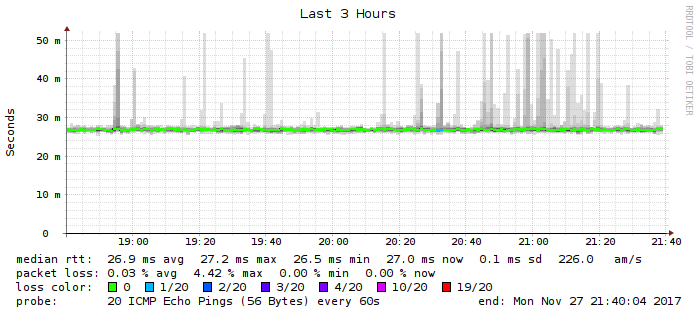 Last 3 Hours
RRDTOOL / TOBI OETIKER
Seconds
50 m
40 m
30 m
20 m
10 m
0
19:00 19:20 19:40 20:00 20:20 20:40 21:00 21:20 21:40
median rtt: 26.9 ms avg 27.2 ms max 26.5 ms min 27.0 ms now 0.1 ms sd 226.0 am/s
packet loss: 0.03 % avg 4.42 % max 0.00 % min 0.00 % now
loss color: 0 1/20 2/20 3/20 4/20 10/20 19/20
probe: 20 ICMP Echo Pings (56 Bytes) every 60s end: Mon Nov 27 21:40:04 2017